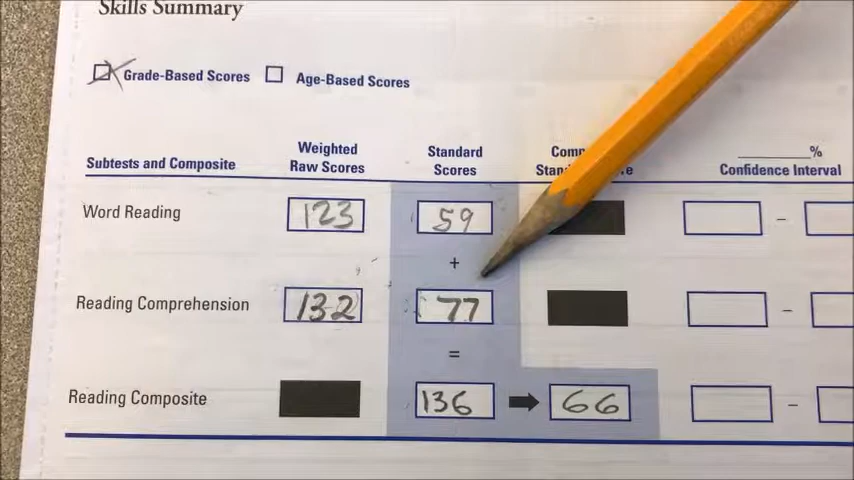 Skills Summary
Grade-Based Scores Age-Based Scores
Weighted Standard %
Subtests and Composite Raw Scores Scores Confidence Interval
Word Reading 123 59 –
+
Reading Comprehension 132 77 –
=
Reading Composite 136 66 –